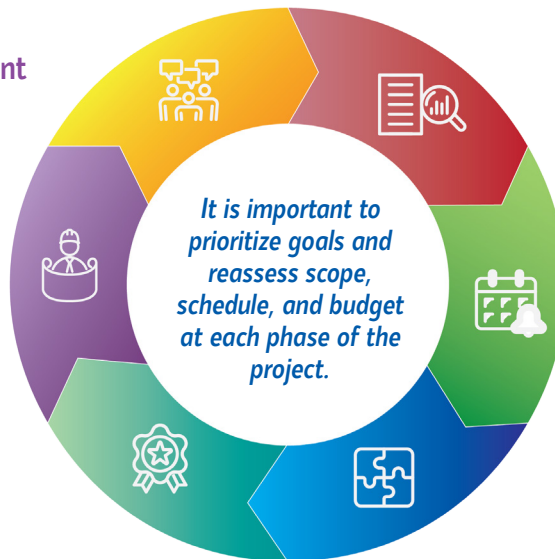 nt
It is important to
prioritize goals and
reassess scope,
schedule, and budget
at each phase of the
project.